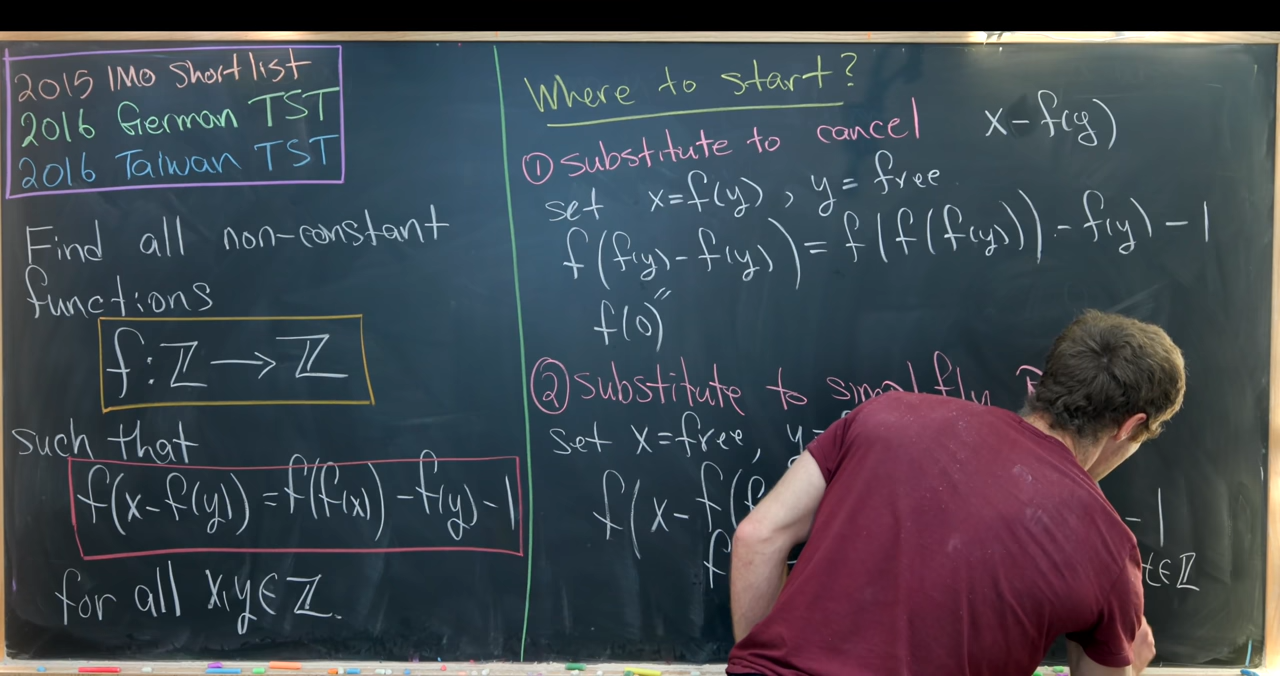 2015 IMO Shortlist
2016 German TST
2016 Taiwan TST
Find all non-constant
functions
f: ℤ → ℤ
such that
f(x-f(y)) = f(f(x)) - f(y) - 1
for all x,y ∈ ℤ.
Where to start?
① substitute to cancel x - f(y)
set x=f(y), y = free
f(f(y) - f(y)) = f(f(f(y))) - f(y) - 1
f(0)
② substitute to
set x=free, y=
f(x - f(
f
- 1
t∈ℤ